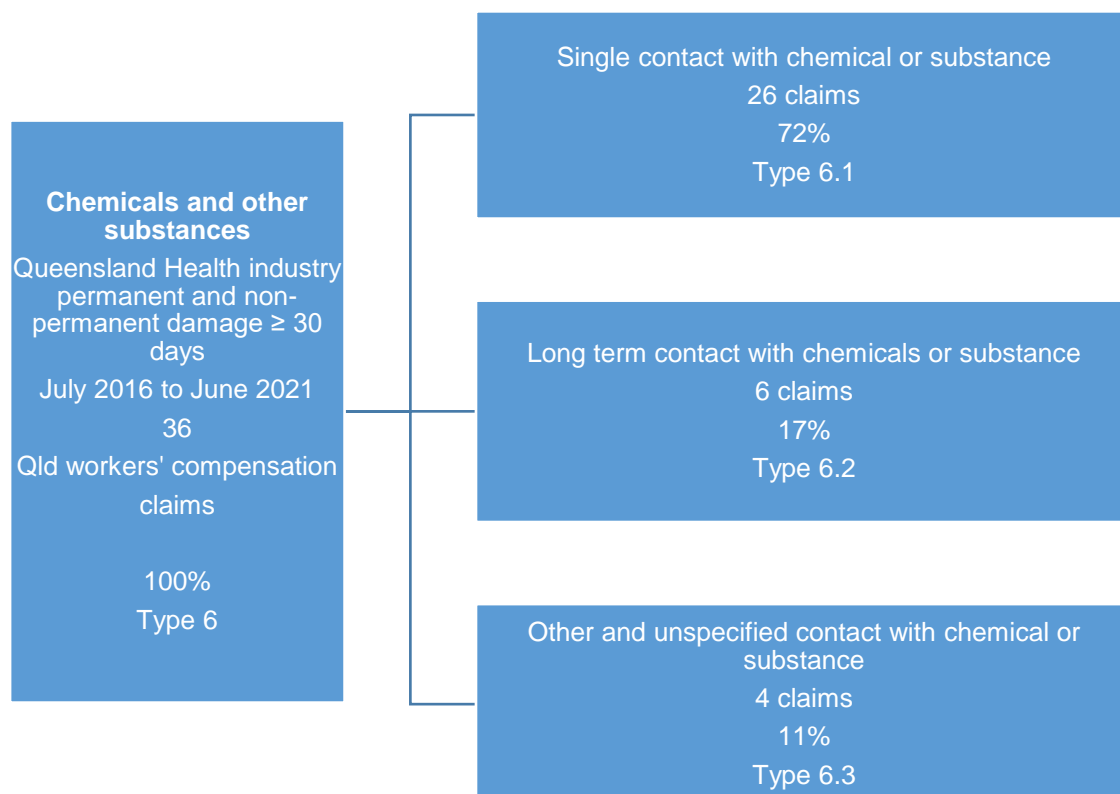 Chemicals and other
substances
Queensland Health industry
permanent and non-
permanent damage ≥ 30
days
July 2016 to June 2021
36
Qld workers' compensation
claims
100%
Type 6
Single contact with chemical or substance
26 claims
72%
Type 6.1
Long term contact with chemicals or substance
6 claims
17%
Type 6.2
Other and unspecified contact with chemical or
substance
4 claims
11%
Type 6.3